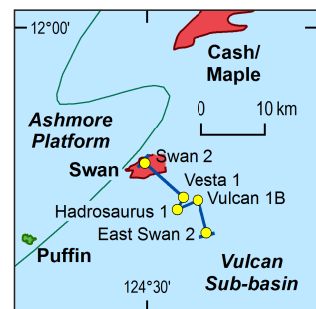 12°00'
Cash/
Maple
0 10 km
Ashmore
Platform
Swan
Swan 2
Vesta 1
Vulcan 1B
Hadrosaurus 1
East Swan 2
Puffin
Vulcan
Sub-basin
124°30'